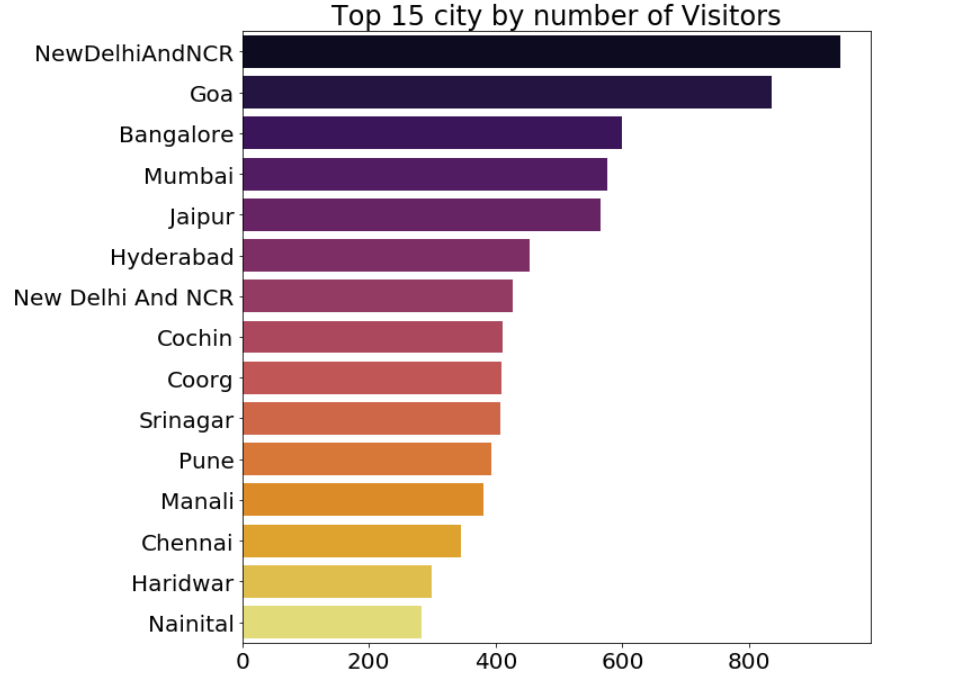 Top 15 city by number of Visitors
NewDelhiAndNCR
Goa
Bangalore
Mumbai
Jaipur
Hyderabad
New Delhi And NCR
Cochin
Coorg
Srinagar
Pune
Manali
Chennai
Haridwar
Nainital
0 200 400 600 800